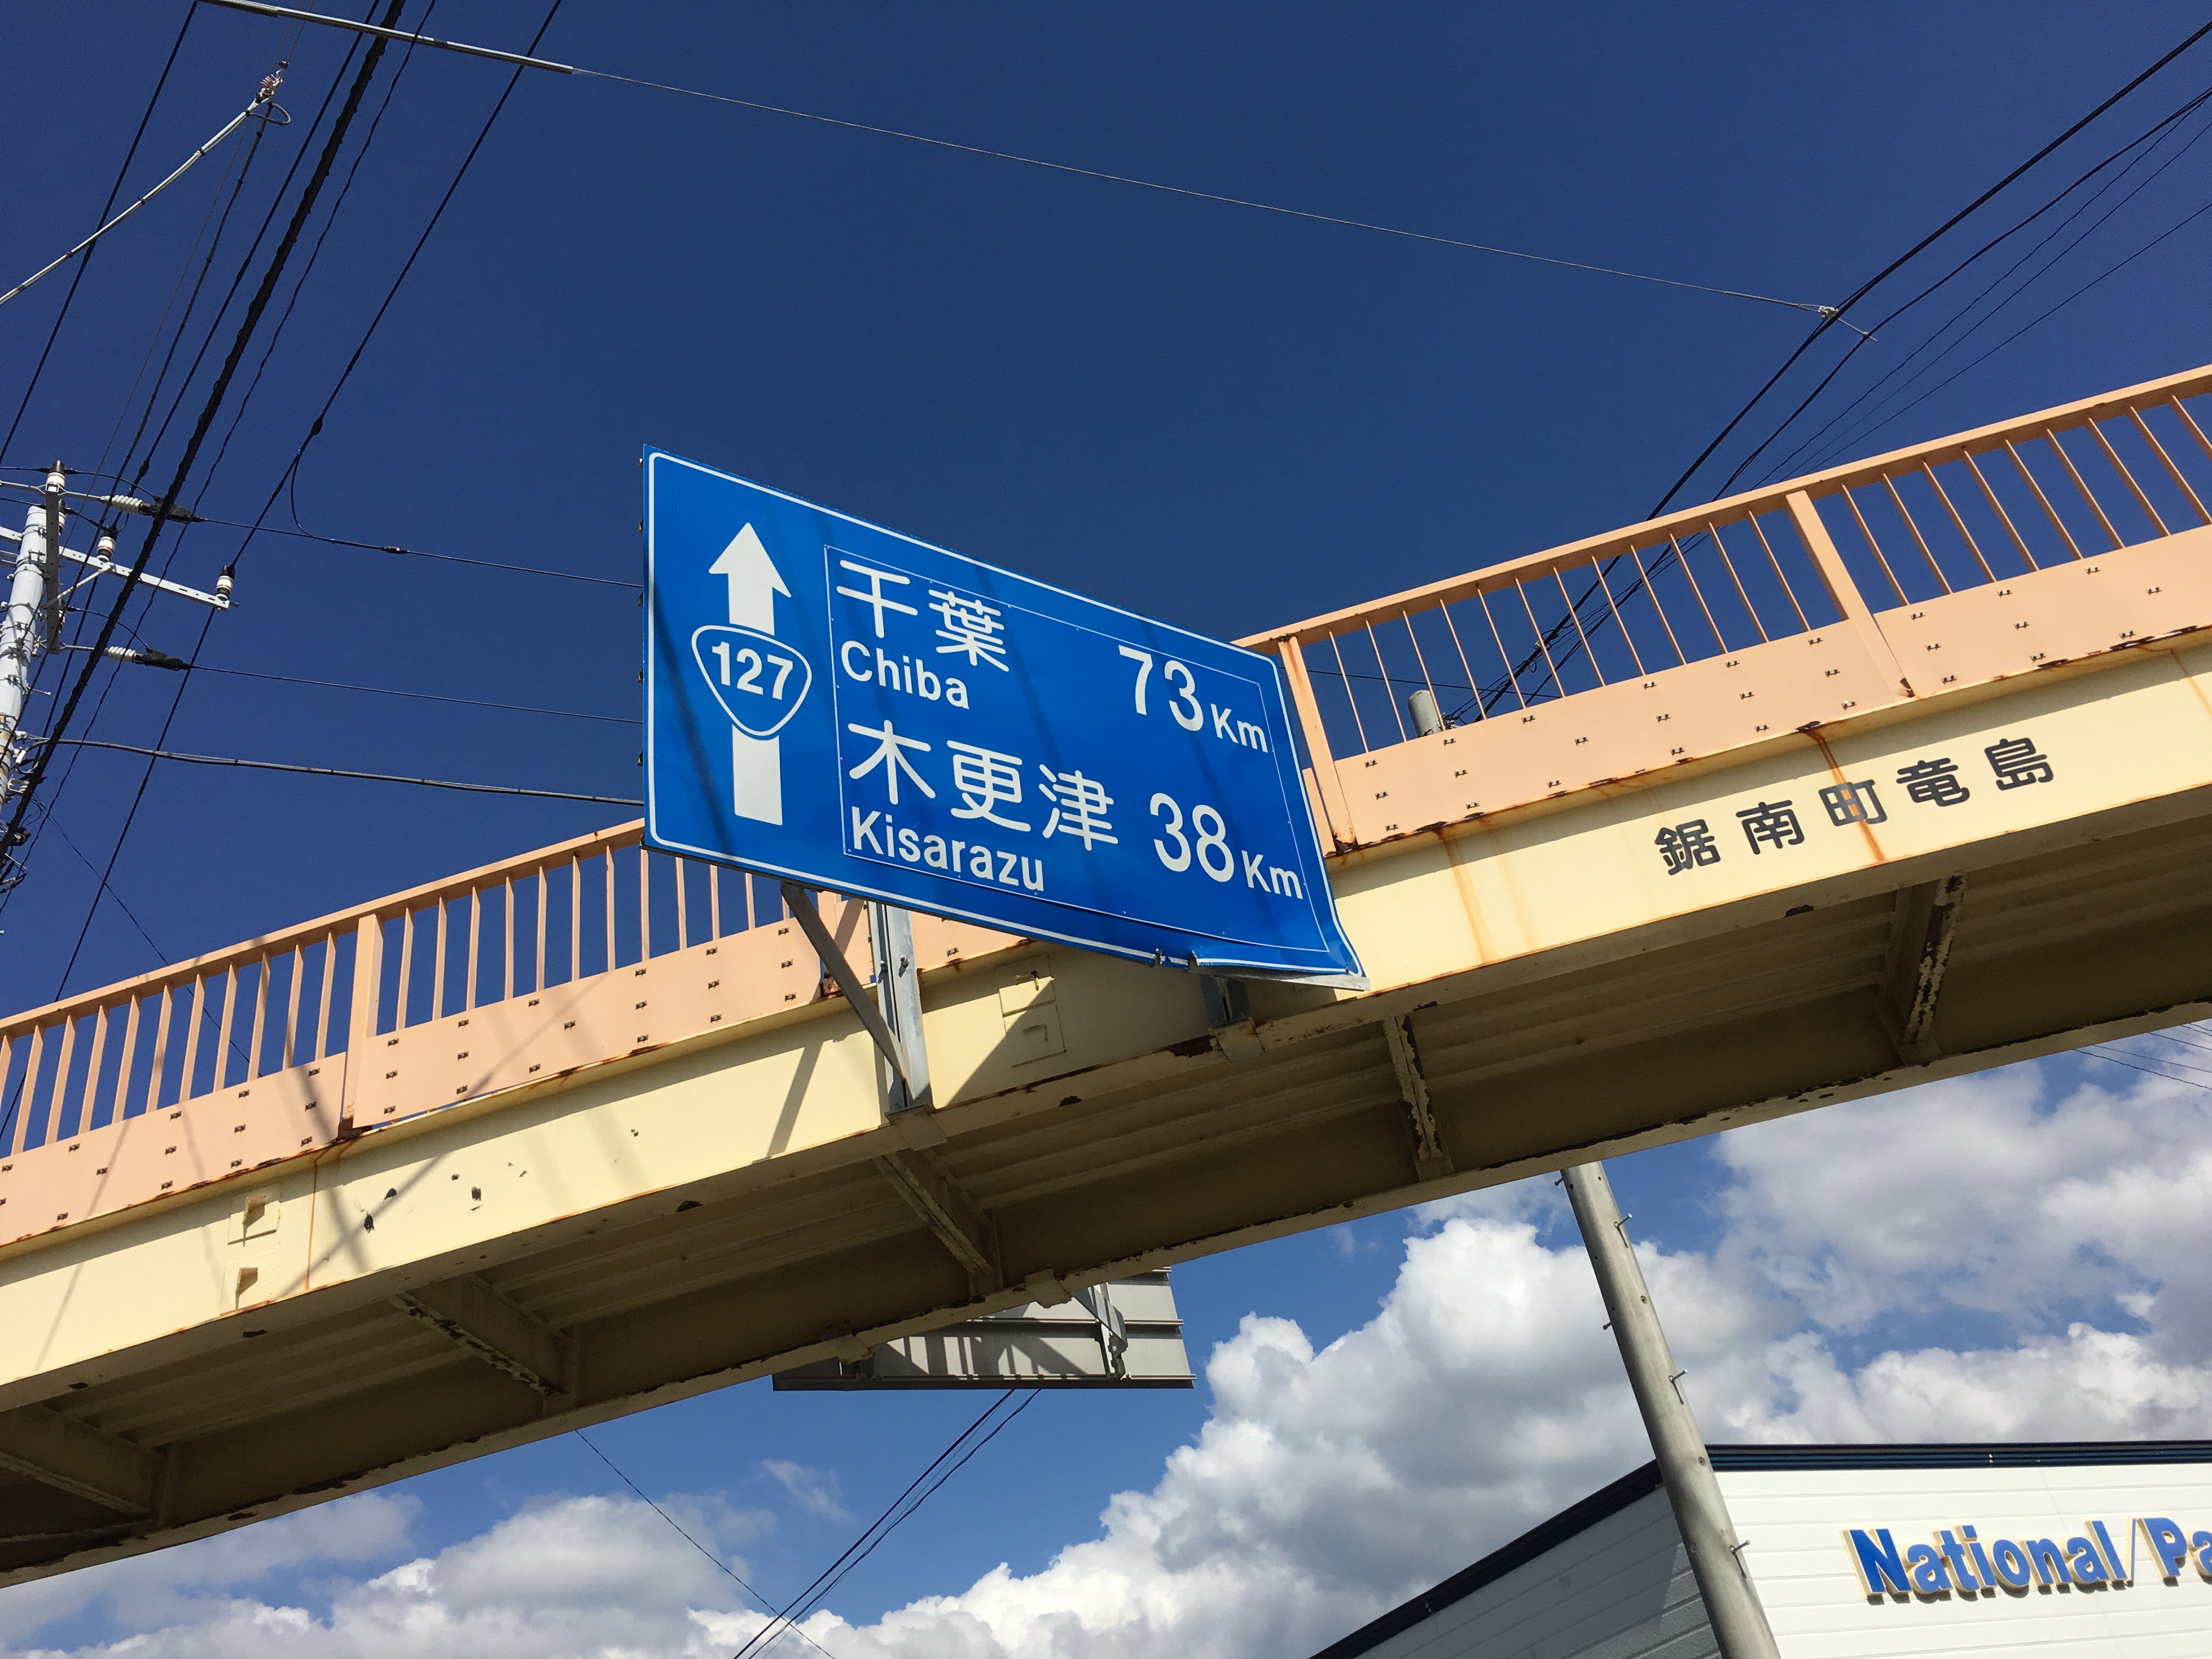 127
千葉 73Km
Chiba
木更津 38Km
Kisarazu
鋸南町竜島
National/Pa